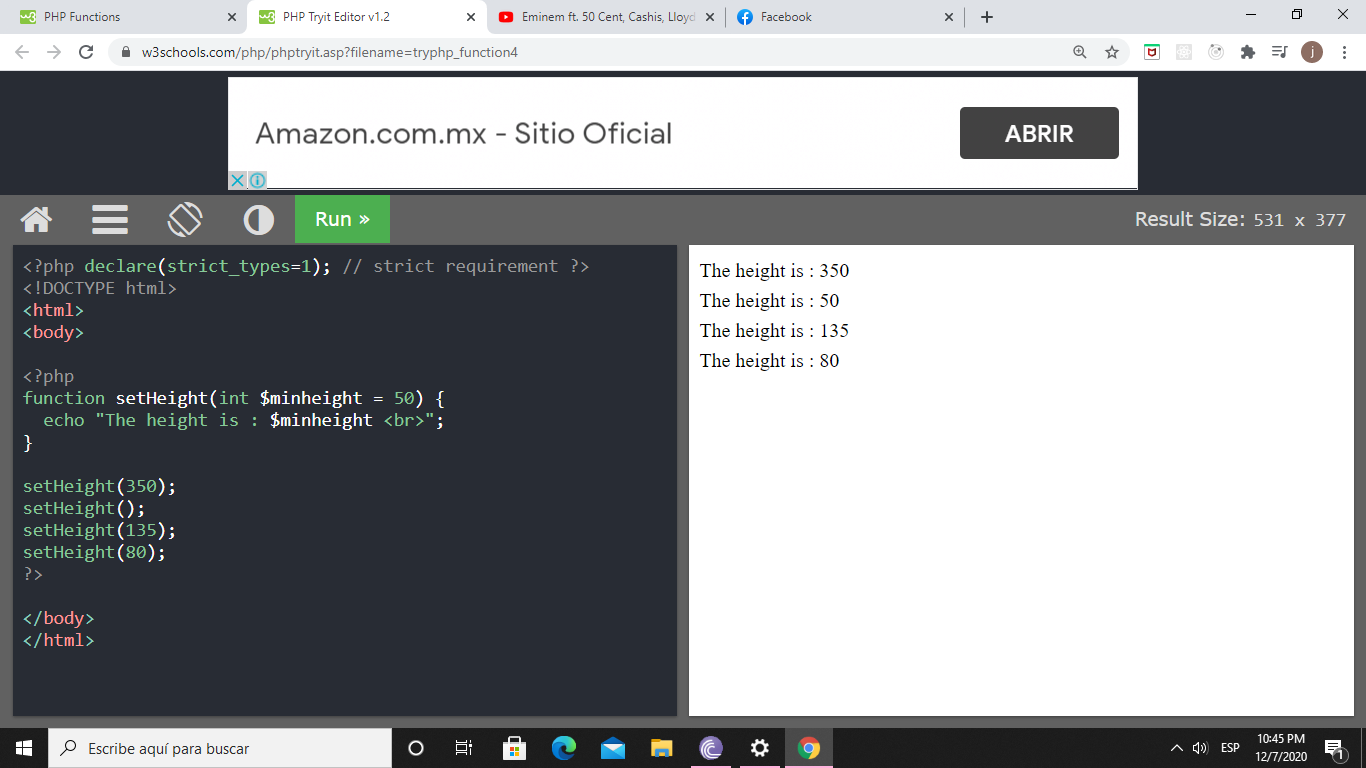 PHP Functions
PHP Tryit Editor v1.2
Eminem ft. 50 Cent, Cashis, Lloyd
Facebook
w3schools.com/php/phptryit.asp?filename=tryphp_function4
j
Amazon.com.mx - Sitio Oficial
ABRIR
Run »
Result Size: 531 x 377
<?php declare(strict_types=1); // strict requirement ?>
<!DOCTYPE html>
<html>
<body>
<?php
function setHeight(int $minheight = 50) {
  echo "The height is : $minheight <br>";
}
setHeight(350);
setHeight();
setHeight(135);
setHeight(80);
?>
</body>
</html>
The height is : 350
The height is : 50
The height is : 135
The height is : 80
Escribe aquí para buscar
ESP
10:45 PM
12/7/2020
1